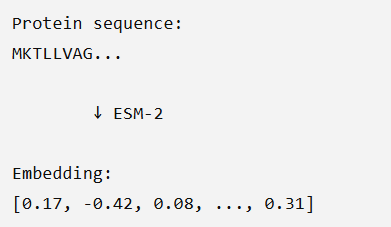 Protein sequence:
MKTLLVAG...
↓ ESM-2
Embedding:
[0.17, -0.42, 0.08, ..., 0.31]